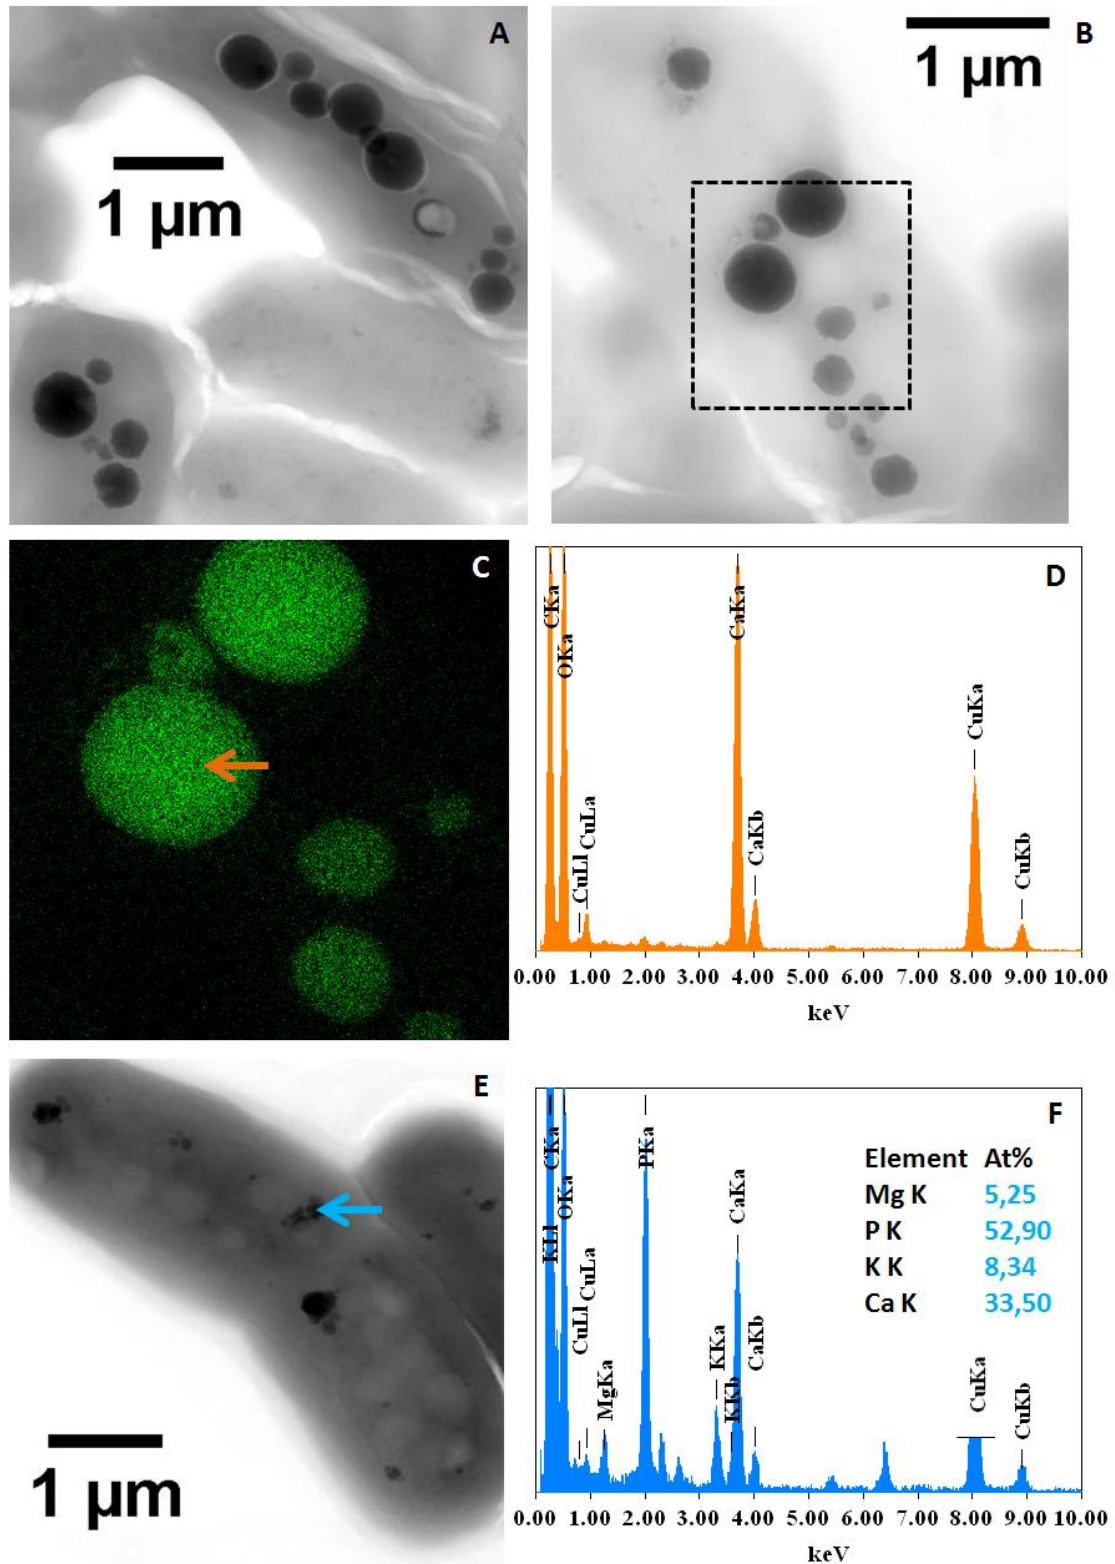 A
1 µm
B
1 µm
C
D
CKa
OKa
CuLl
CuLa
CaKa
CaKb
CuKa
CuKb
0.00 1.00 2.00 3.00 4.00 5.00 6.00 7.00 8.00 9.00 10.00
keV
E
1 µm
F
KLl
CKa
OKa
CuLl
CuLa
MgKa
PKa
KKa
KKb
CaKa
CaKb
CuKa
CuKb
Element At%
Mg K 5,25
P K 52,90
K K 8,34
Ca K 33,50
0.00 1.00 2.00 3.00 4.00 5.00 6.00 7.00 8.00 9.00 10.00
keV